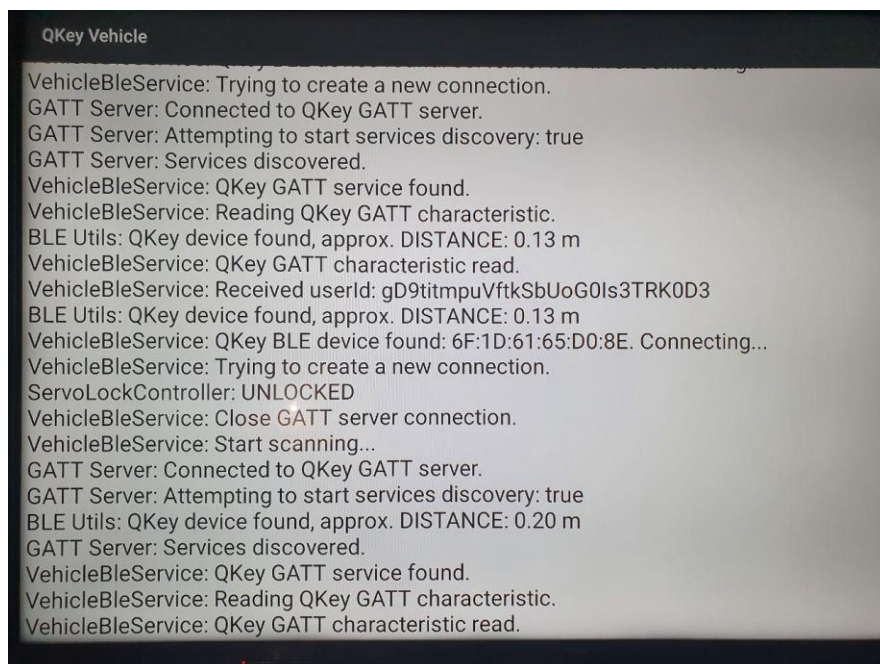 QKey Vehicle
VehicleBleService: Trying to create a new connection.
GATT Server: Connected to QKey GATT server.
GATT Server: Attempting to start services discovery: true
GATT Server: Services discovered.
VehicleBleService: QKey GATT service found.
VehicleBleService: Reading QKey GATT characteristic.
BLE Utils: QKey device found, approx. DISTANCE: 0.13 m
VehicleBleService: QKey GATT characteristic read.
VehicleBleService: Received userId: gD9titmpuVftkSbUoG0Is3TRK0D3
BLE Utils: QKey device found, approx. DISTANCE: 0.13 m
VehicleBleService: QKey BLE device found: 6F:1D:61:65:D0:8E. Connecting...
VehicleBleService: Trying to create a new connection.
ServoLockController: UNLOCKED
VehicleBleService: Close GATT server connection.
VehicleBleService: Start scanning...
GATT Server: Connected to QKey GATT server.
GATT Server: Attempting to start services discovery: true
BLE Utils: QKey device found, approx. DISTANCE: 0.20 m
GATT Server: Services discovered.
VehicleBleService: QKey GATT service found.
VehicleBleService: Reading QKey GATT characteristic.
VehicleBleService: QKey GATT characteristic read.